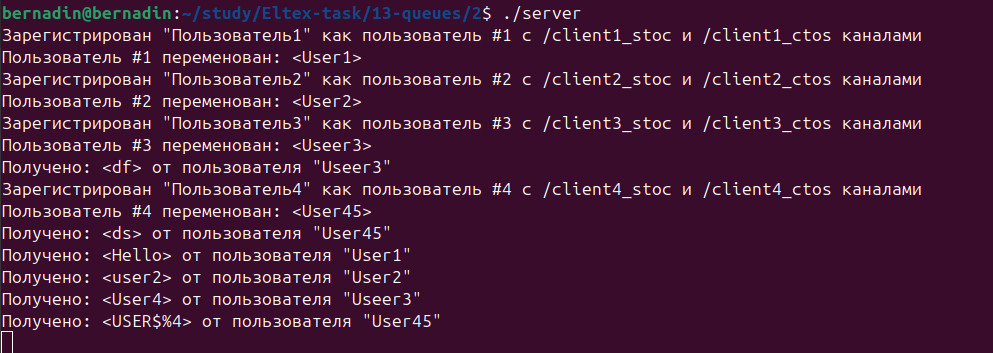 bernadin@bernadin:~/study/Eltex-task/13-queues/2$ ./server
Зарегистрирован "Пользователь1" как пользователь #1 с /client1_stoc и /client1_ctos каналами
Пользователь #1 переменован: <User1>
Зарегистрирован "Пользователь2" как пользователь #2 с /client2_stoc и /client2_ctos каналами
Пользователь #2 переменован: <User2>
Зарегистрирован "Пользователь3" как пользователь #3 с /client3_stoc и /client3_ctos каналами
Пользователь #3 переменован: <Useer3>
Получено: <df> от пользователя "Useer3"
Зарегистрирован "Пользователь4" как пользователь #4 с /client4_stoc и /client4_ctos каналами
Пользователь #4 переменован: <User45>
Получено: <ds> от пользователя "User45"
Получено: <Hello> от пользователя "User1"
Получено: <user2> от пользователя "User2"
Получено: <User4> от пользователя "Useer3"
Получено: <USER$%4> от пользователя "User45"